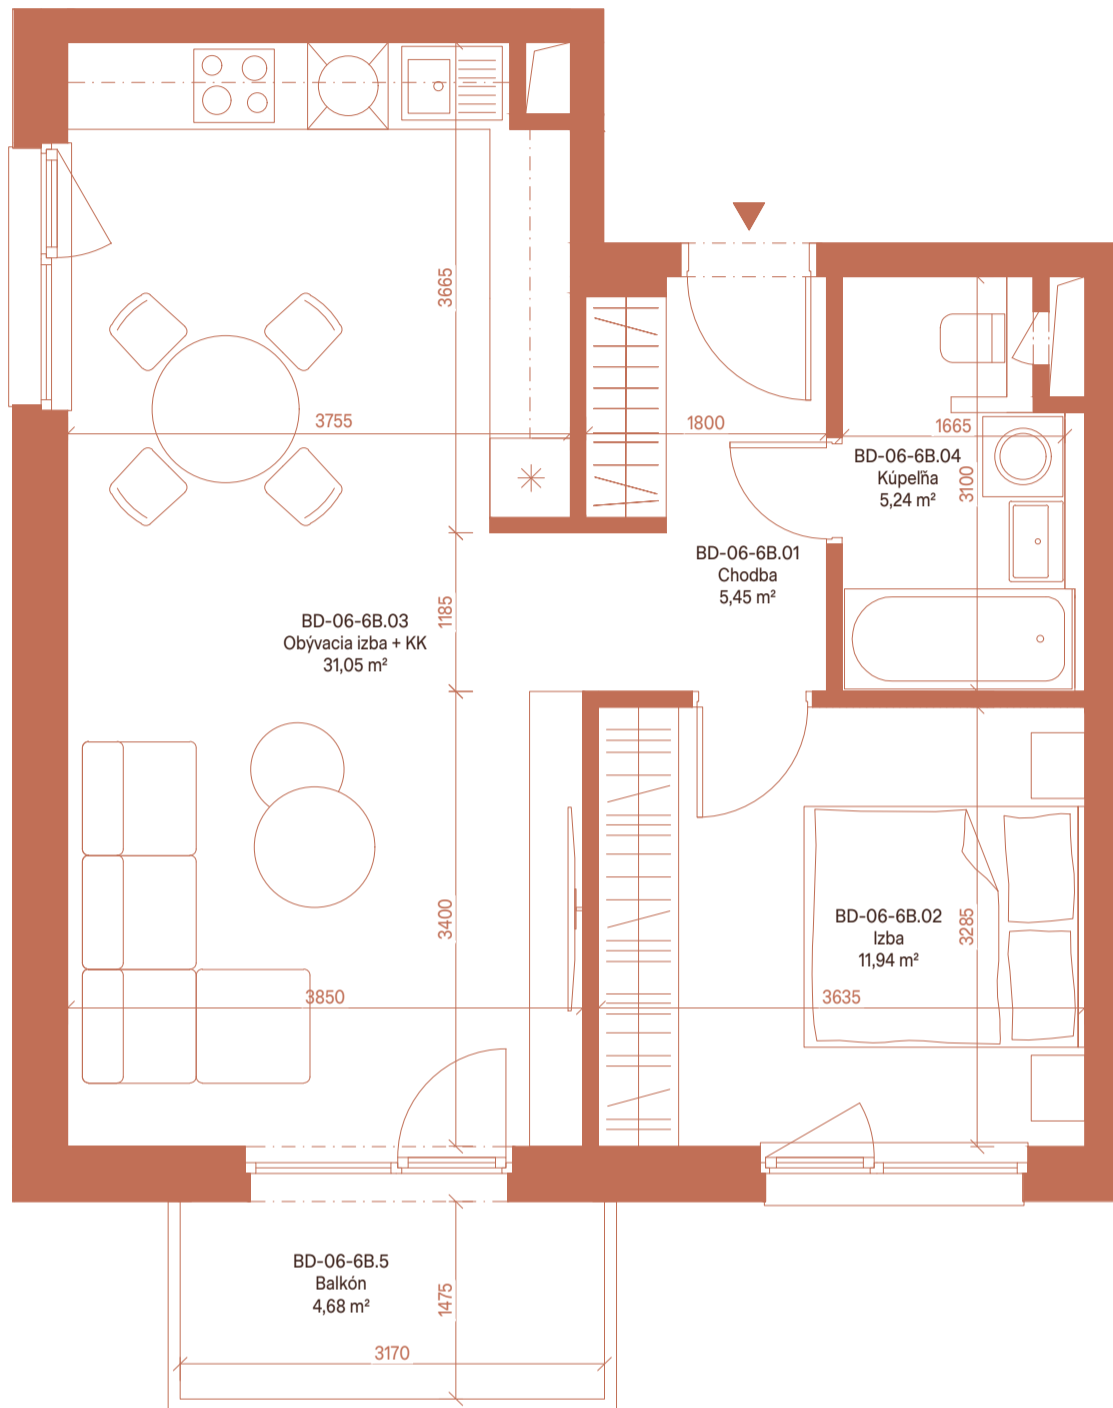 3665
3755
1800
1665
BD-06-6B.04
Kúpeľňa
5,24 m²
3100
BD-06-6B.01
Chodba
5,45 m²
1185
BD-06-6B.03
Obývacia izba + KK
31,05 m²
3400
BD-06-6B.02
Izba
11,94 m²
3285
3850
3635
BD-06-6B.5
Balkón
4,68 m²
1475
3170